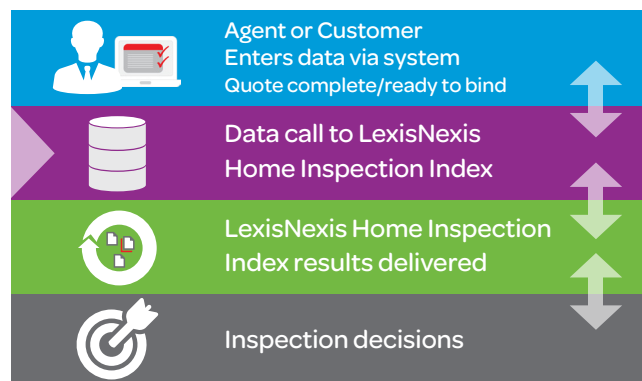 Agent or Customer
Enters data via system
Quote complete/ready to bind
Data call to LexisNexis
Home Inspection Index
LexisNexis Home Inspection
Index results delivered
Inspection decisions